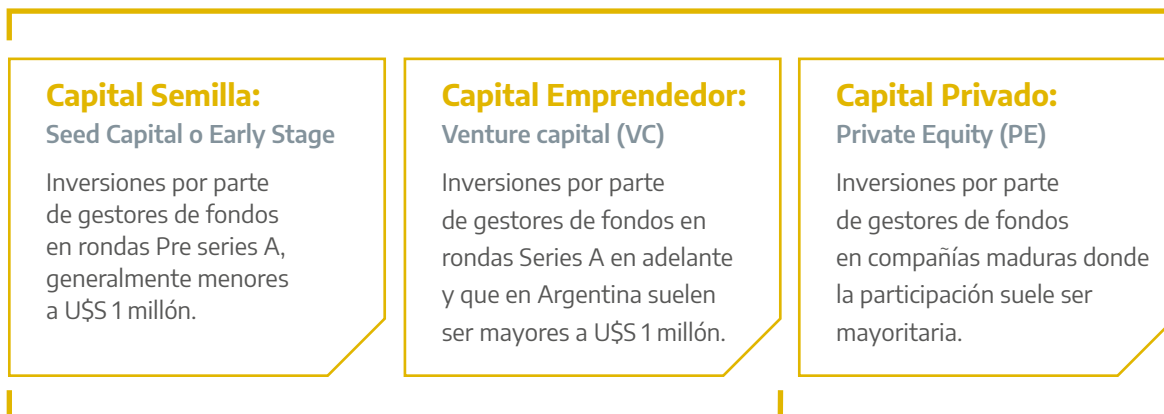 Capital Semilla:
Seed Capital o Early Stage
Inversiones por parte
de gestores de fondos
en rondas Pre series A,
generalmente menores
a U$S 1 millón.
Capital Emprendedor:
Venture capital (VC)
Inversiones por parte
de gestores de fondos en
rondas Series A en adelante
y que en Argentina suelen
ser mayores a U$S 1 millón.
Capital Privado:
Private Equity (PE)
Inversiones por parte
de gestores de fondos
en compañías maduras donde
la participación suele ser
mayoritaria.